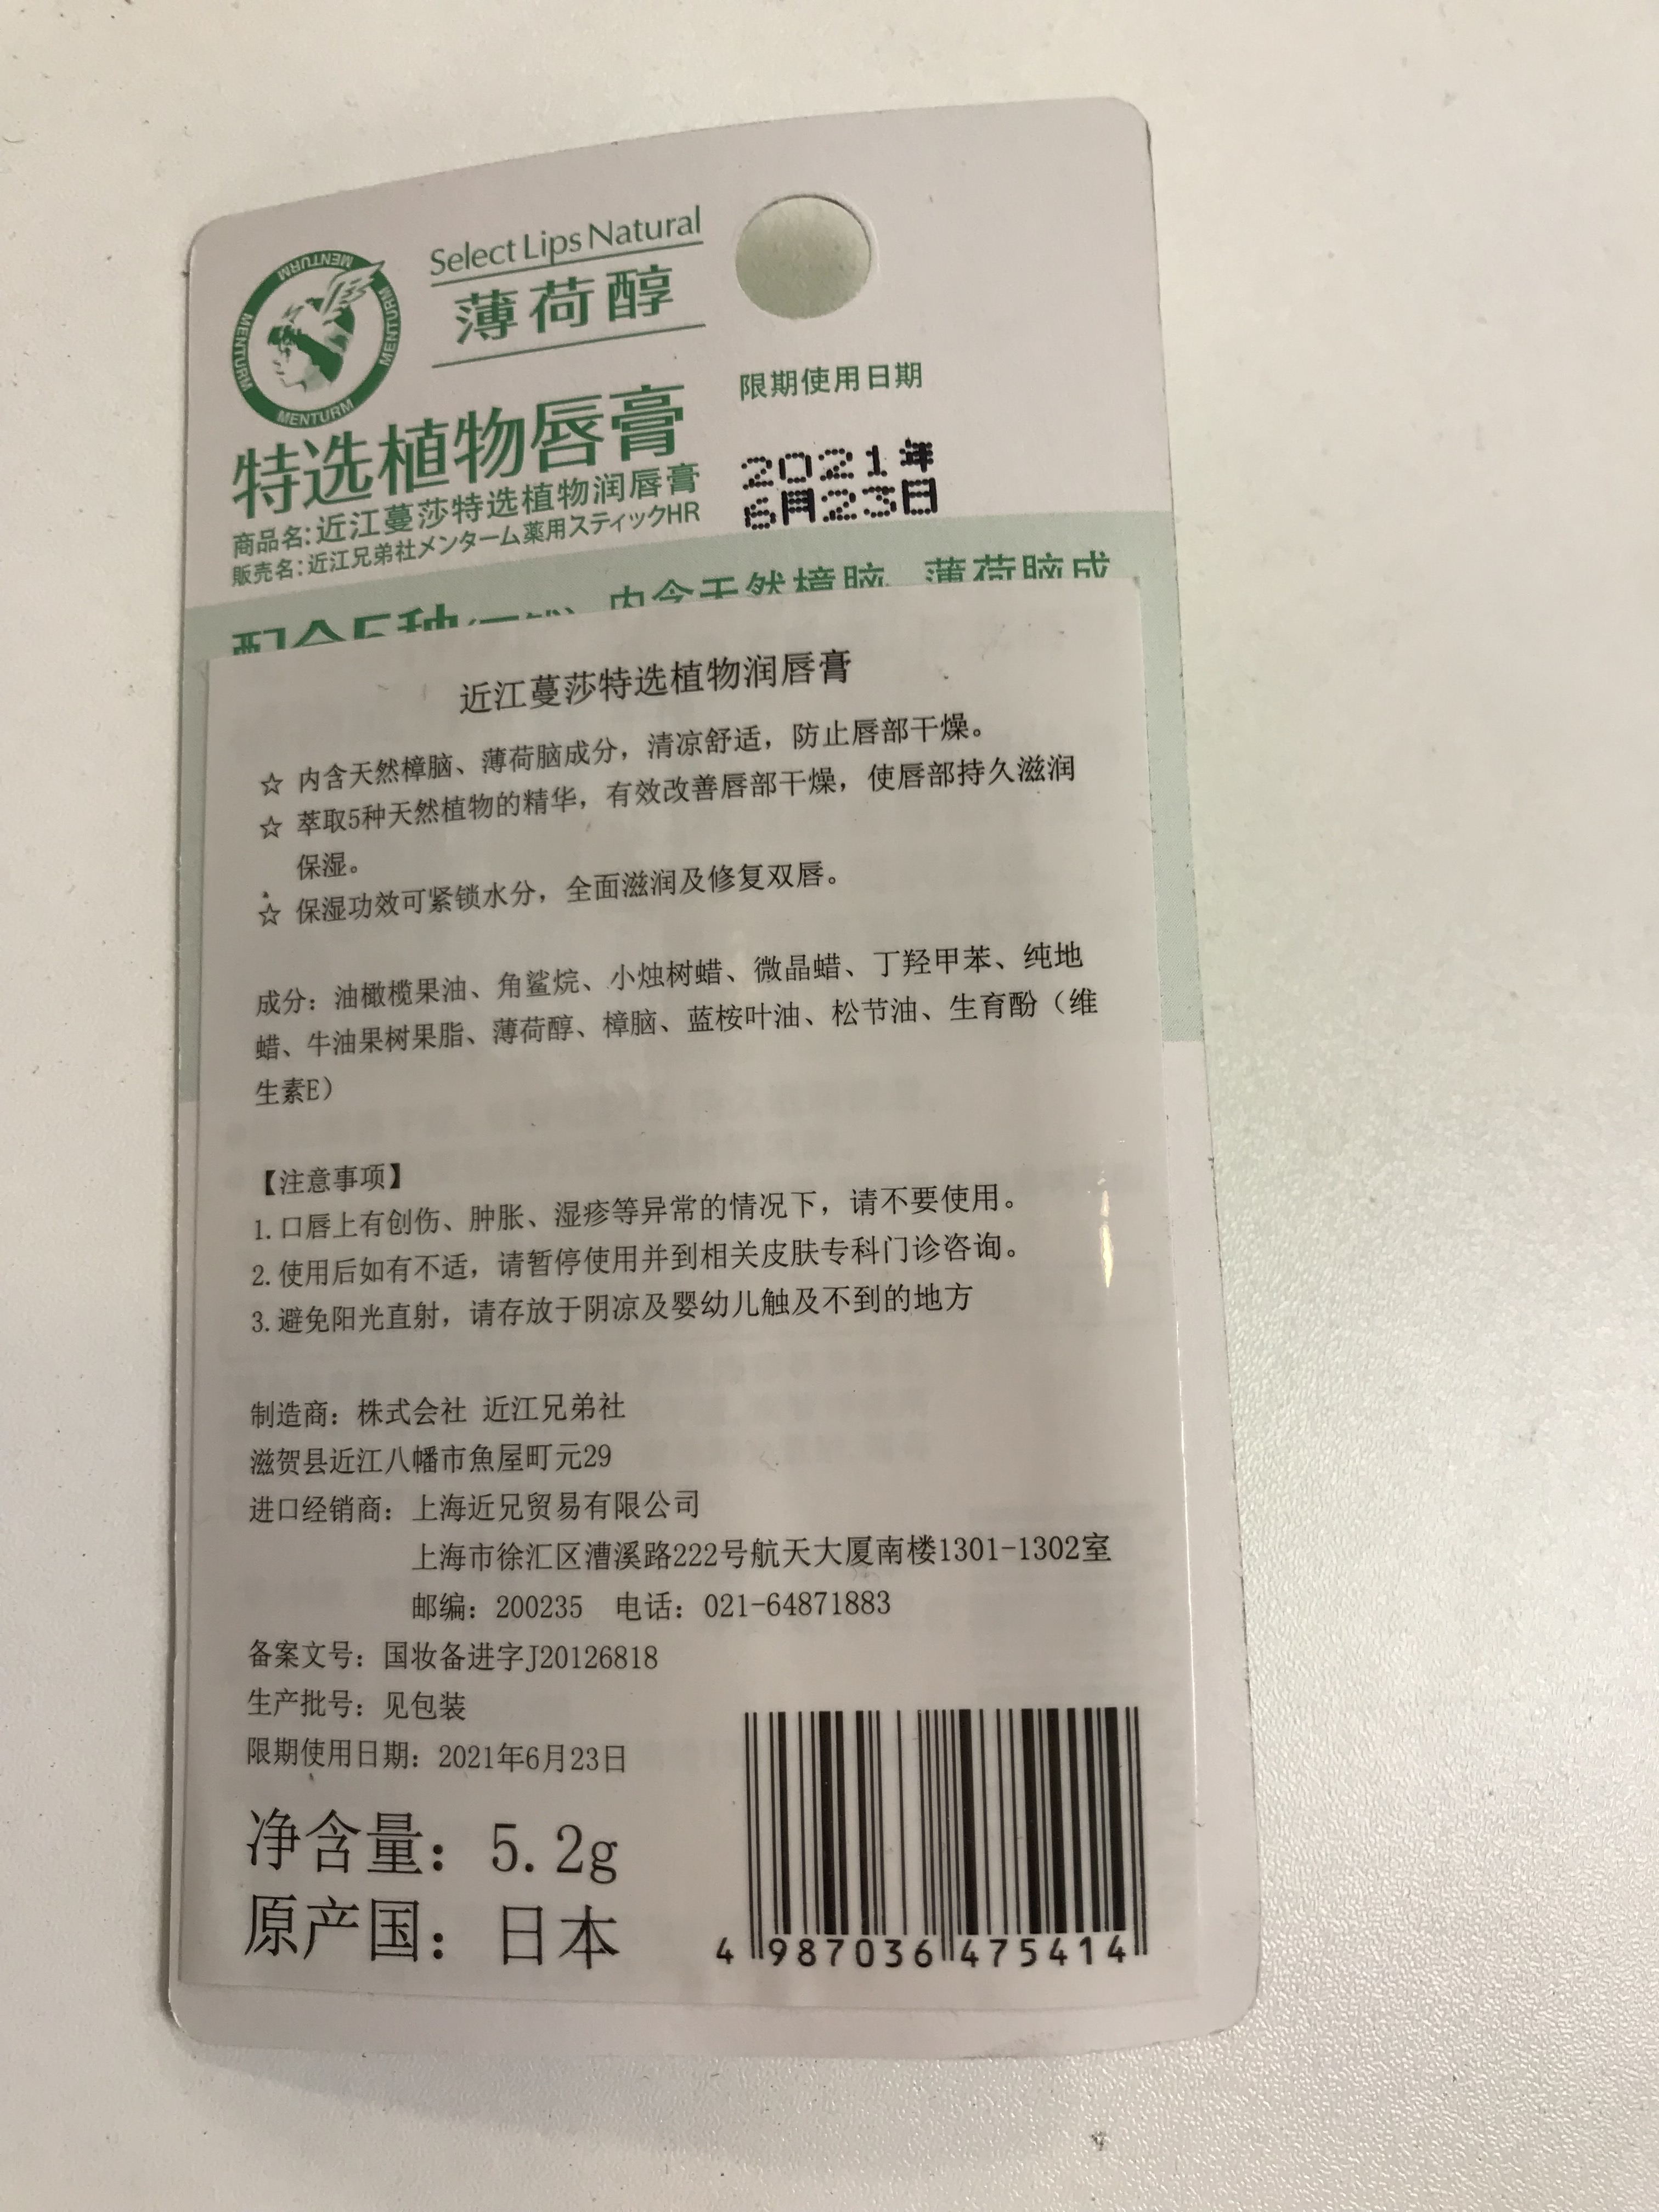 MENTURM MENTURM MENTURM MENTURM
Select Lips Natural
薄荷醇
特选植物唇膏
商品名:近江蔓莎特选植物润唇膏
販売名:近江兄弟社メンターム薬用スティックHR
限期使用日期
2021年
6月23日
配合5种 内含天然樟脑、薄荷脑成
近江蔓莎特选植物润唇膏
☆ 内含天然樟脑、薄荷脑成分，清凉舒适，防止唇部干燥。
☆ 萃取5种天然植物的精华，有效改善唇部干燥，使唇部持久滋润
保湿。
☆ 保湿功效可紧锁水分，全面滋润及修复双唇。
成分：油橄榄果油、角鲨烷、小烛树蜡、微晶蜡、丁羟甲苯、纯地
蜡、牛油果树果脂、薄荷醇、樟脑、蓝桉叶油、松节油、生育酚（维
生素E）
【注意事项】
1. 口唇上有创伤、肿胀、湿疹等异常的情况下，请不要使用。
2. 使用后如有不适，请暂停使用并到相关皮肤专科门诊咨询。
3. 避免阳光直射，请存放于阴凉及婴幼儿触及不到的地方
制造商：株式会社 近江兄弟社
滋贺县近江八幡市魚屋町元29
进口经销商：上海近兄贸易有限公司
上海市徐汇区漕溪路222号航天大厦南楼1301-1302室
邮编：200235 电话：021-64871883
备案文号：国妆备进字J20126818
生产批号：见包装
限期使用日期：2021年6月23日
净含量：5.2g
原产国：日本
4 987036 475414